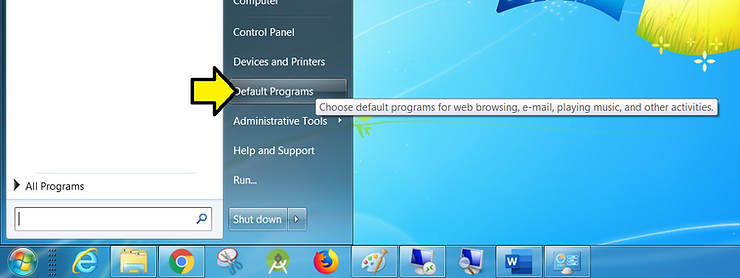 Computer
Control Panel
Devices and Printers
Default Programs
Choose default programs for web browsing, e-mail, playing music, and other activities.
Administrative Tools
Help and Support
Run...
All Programs
Shut down
W